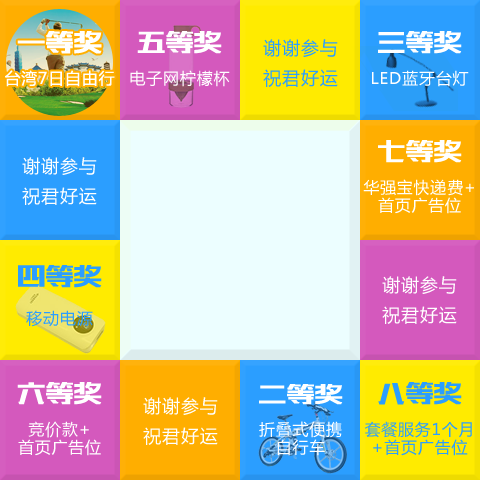 一等奖
台湾7日自由行
五等奖
电子网柠檬杯
谢谢参与
祝君好运
三等奖
LED蓝牙台灯
谢谢参与
祝君好运
七等奖
华强宝快递费+
首页广告位
四等奖
移动电源
谢谢参与
祝君好运
六等奖
竞价款+
首页广告位
谢谢参与
祝君好运
二等奖
折叠式便携
自行车
八等奖
套餐服务1个月
+首页广告位